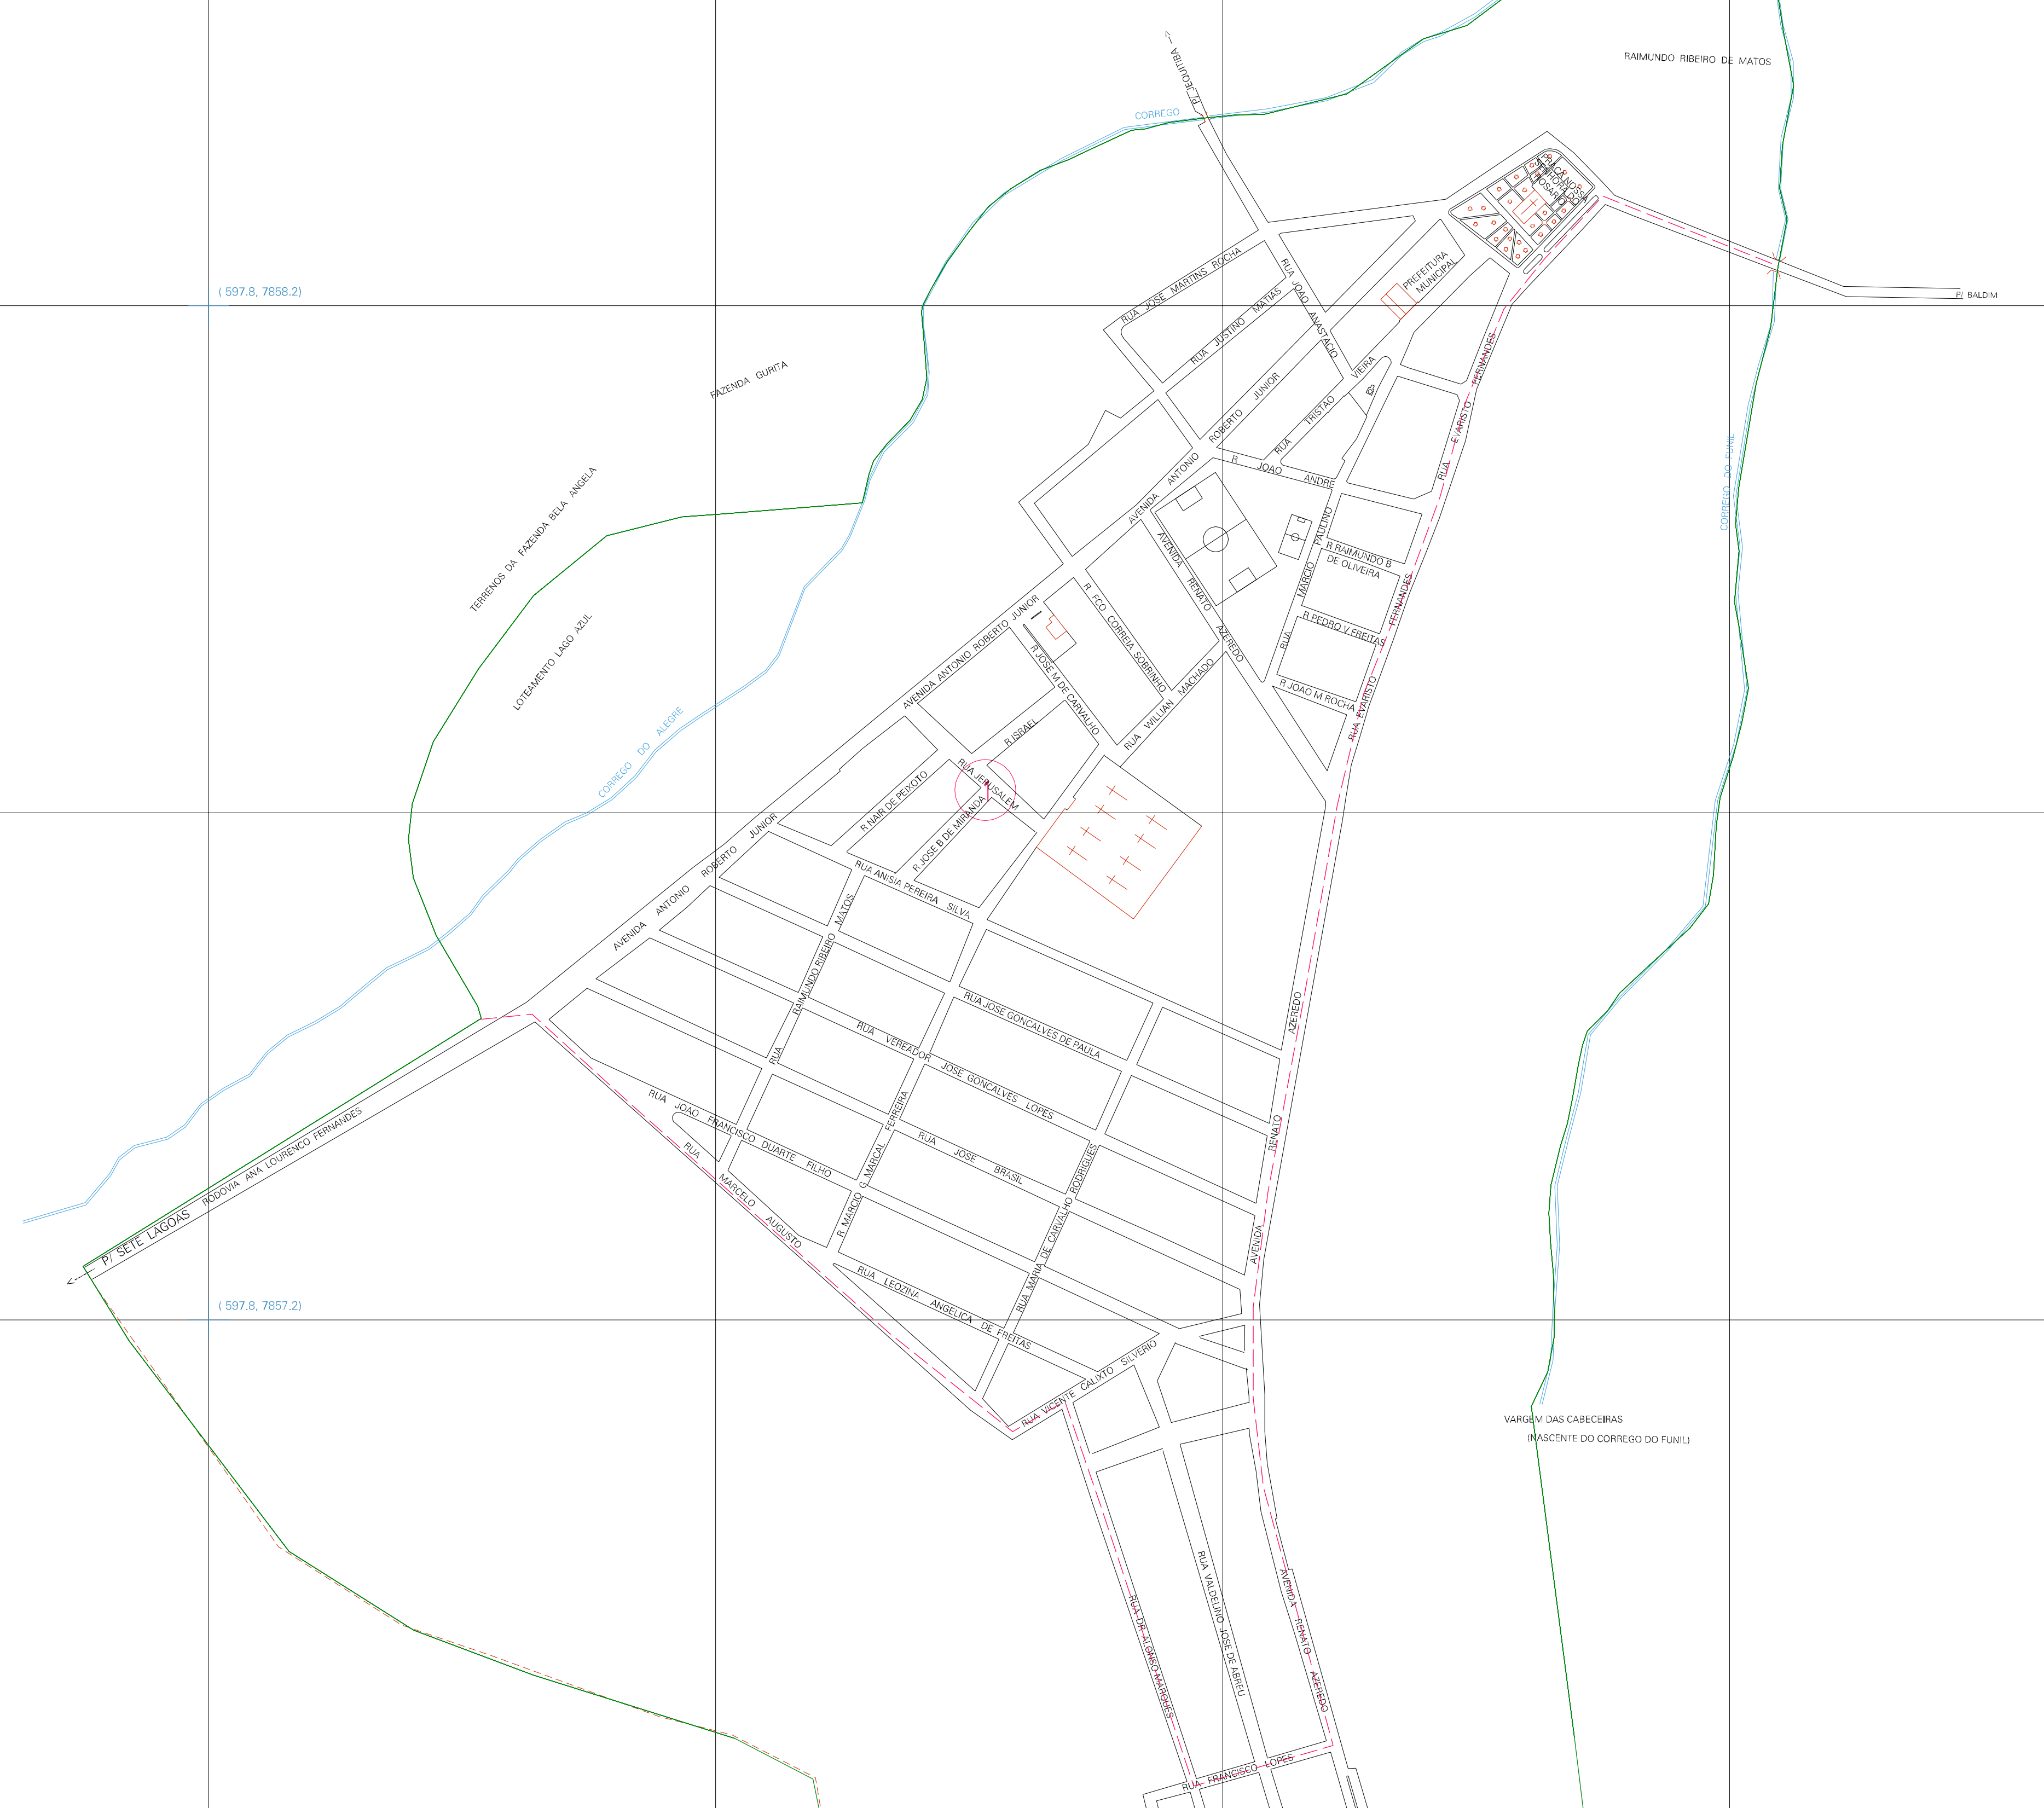 RAIMUNDO RIBEIRO DE MATOS
P/ JEQUITIBA
CORREGO
PRACA NOSSA
SENHORA DO
ROSARIO
P/ BALDIM
( 597.8, 7858.2)
RUA JOSE MARTINS ROCHA
RUA JOAO ANASTACIO
PREFEITURA
MUNICIPAL
RUA JUSTINO MATIAS
FAZENDA GURITA
RUA TRISTAO VIEIRA
RUA EVARISTO FERNANDES
AVENIDA ANTONIO ROBERTO JUNIOR
R JOAO ANDRE
TERRENOS DA FAZENDA BELA ANGELA
LOTEAMENTO LAGO AZUL
CORREGO DO FUNIL
AVENIDA RENATO AZEREDO
RUA MARCIO PAULINO
R RAIMUNDO B
DE OLIVEIRA
R PEDRO V FREITAS
R JOAO M ROCHA
RUA EVARISTO FERNANDES
R FCO CORREIA SOBRINHO
AVENIDA ANTONIO ROBERTO JUNIOR
R JOSE M DE CARVALHO
RUA WILLIAN MACHADO
R ISRAEL
RUA JERUSALEM
R NAIR DE PEIXOTO
R JOSE B DE MIRANDA
CORREGO DO ALEGRE
AVENIDA ANTONIO ROBERTO JUNIOR
RUA ANISIA PEREIRA SILVA
RUA RAIMUNDO RIBEIRO MATOS
RUA JOSE GONCALVES DE PAULA
RUA VEREADOR JOSE GONCALVES LOPES
AVENIDA RENATO AZEREDO
RUA JOAO FRANCISCO DUARTE FILHO
RUA JOSE BRASIL
R MARCIO G MARCAL FERREIRA
RUA MARIA DE CARVALHO RODRIGUES
RUA MARCELO AUGUSTO
RODOVIA ANA LOURENCO FERNANDES
P/ SETE LAGOAS
RUA LEOZINA ANGELICA DE FREITAS
( 597.8, 7857.2)
RUA VICENTE CALIXTO SILVERIO
VARGEM DAS CABECEIRAS
(NASCENTE DO CORREGO DO FUNIL)
RUA DR ALONSO MARQUES
RUA VALDELINO JOSE DE ABREU
AVENIDA RENATO AZEREDO
RUA FRANCISCO LOPES